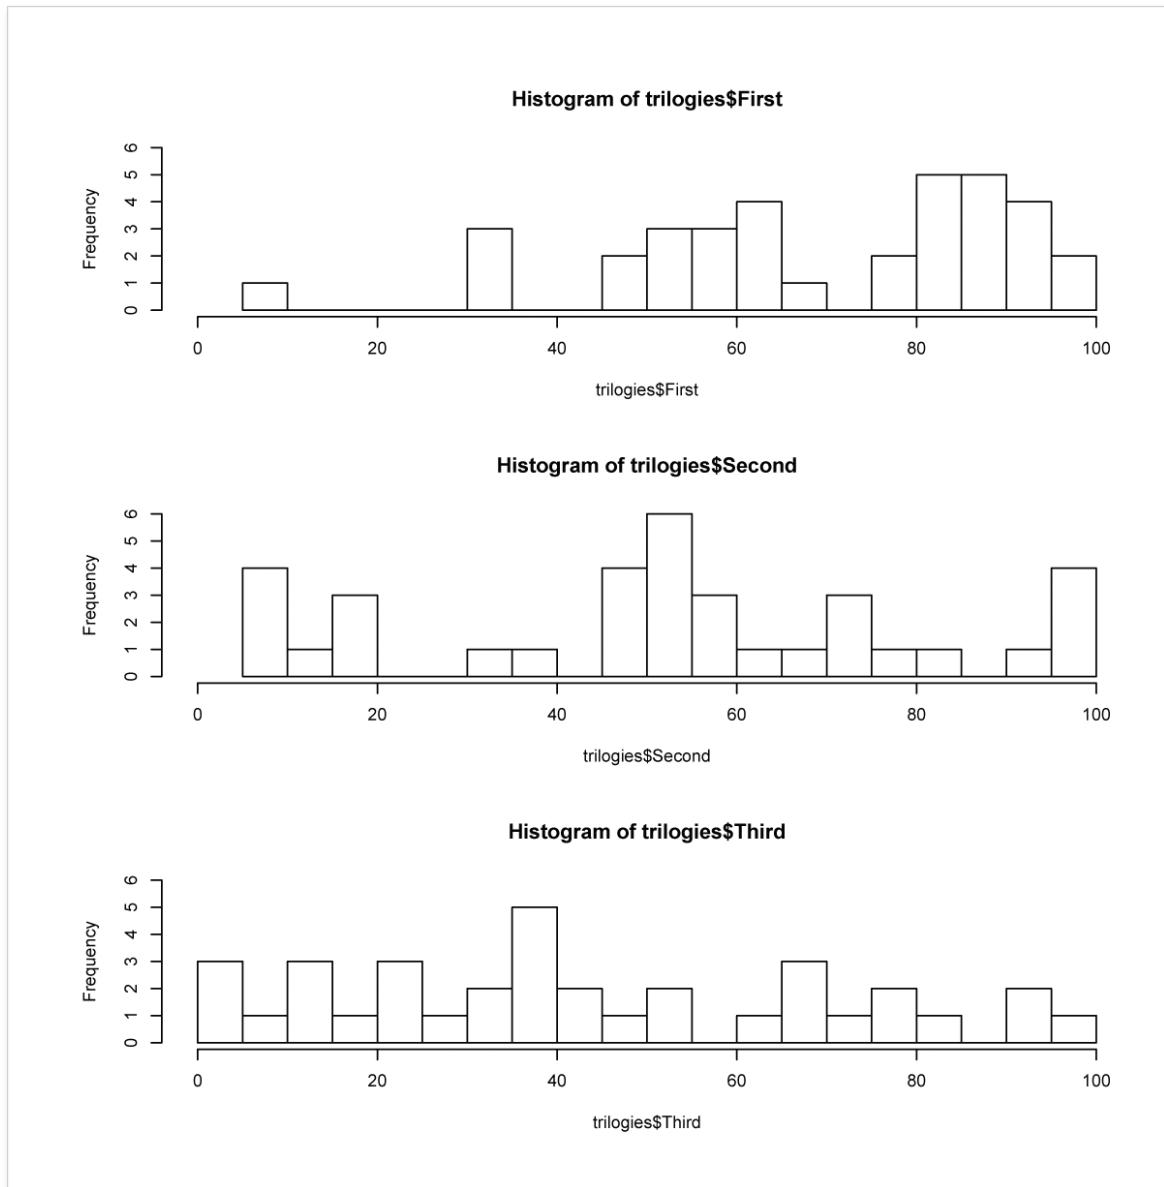 Histogram of trilogies$First
Frequency
6
5
4
3
2
1
0
0 20 40 60 80 100
trilogies$First
Histogram of trilogies$Second
Frequency
6
5
4
3
2
1
0
0 20 40 60 80 100
trilogies$Second
Histogram of trilogies$Third
Frequency
6
5
4
3
2
1
0
0 20 40 60 80 100
trilogies$Third